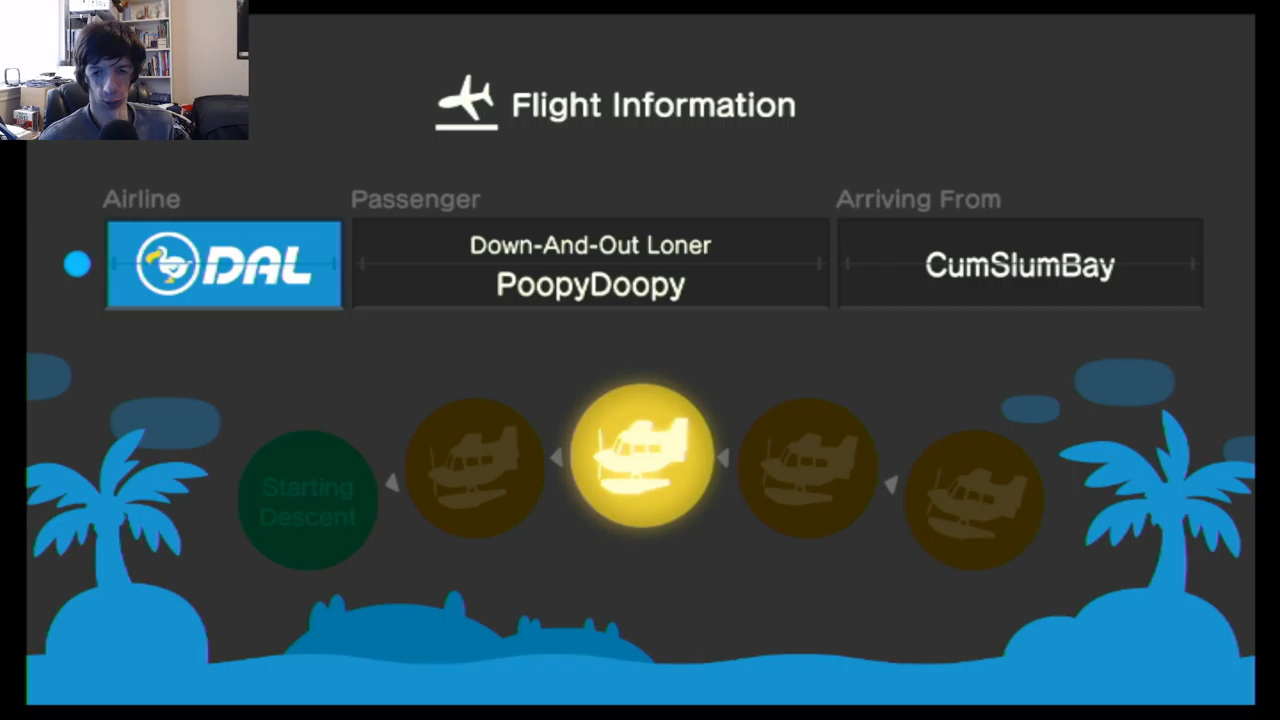 Flight Information
Airline
Passenger
Arriving From
DAL
Down-And-Out Loner
PoopyDoopy
CumSlumBay
Starting
Descent